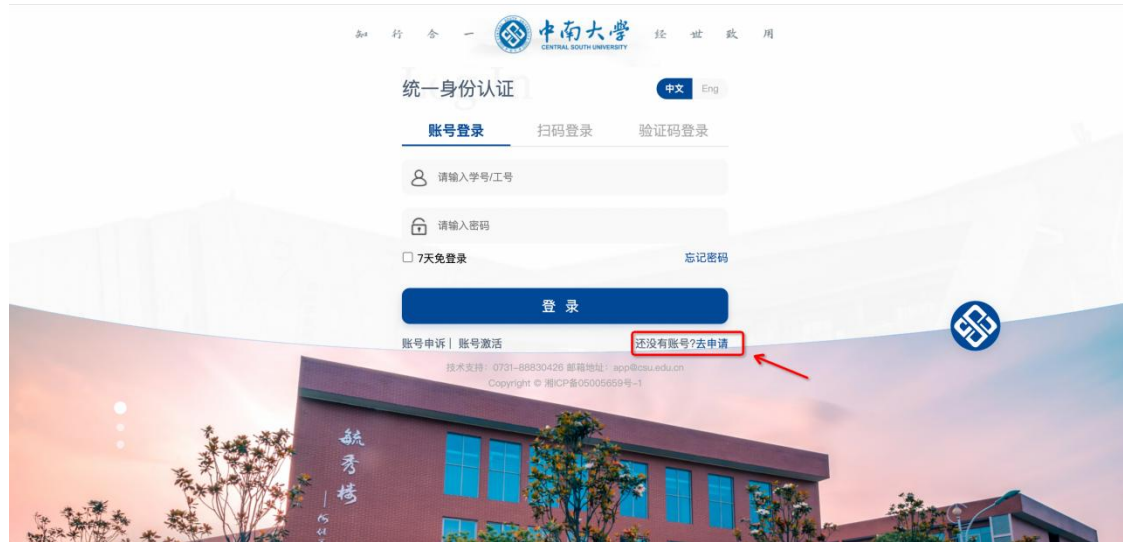 知 行 合 一 中南大學 经 世 致 用
CENTRAL SOUTH UNIVERSITY
Log In
统一身份认证 中文 Eng
账号登录 扫码登录 验证码登录
请输入学号/工号
请输入密码
7天免登录 忘记密码
登 录
账号申诉 | 账号激活 还没有账号?去申请
技术支持: 0731-88830426 邮箱地址: app@csu.edu.cn
Copyright © 湘ICP备05005659号-1
毓秀楼